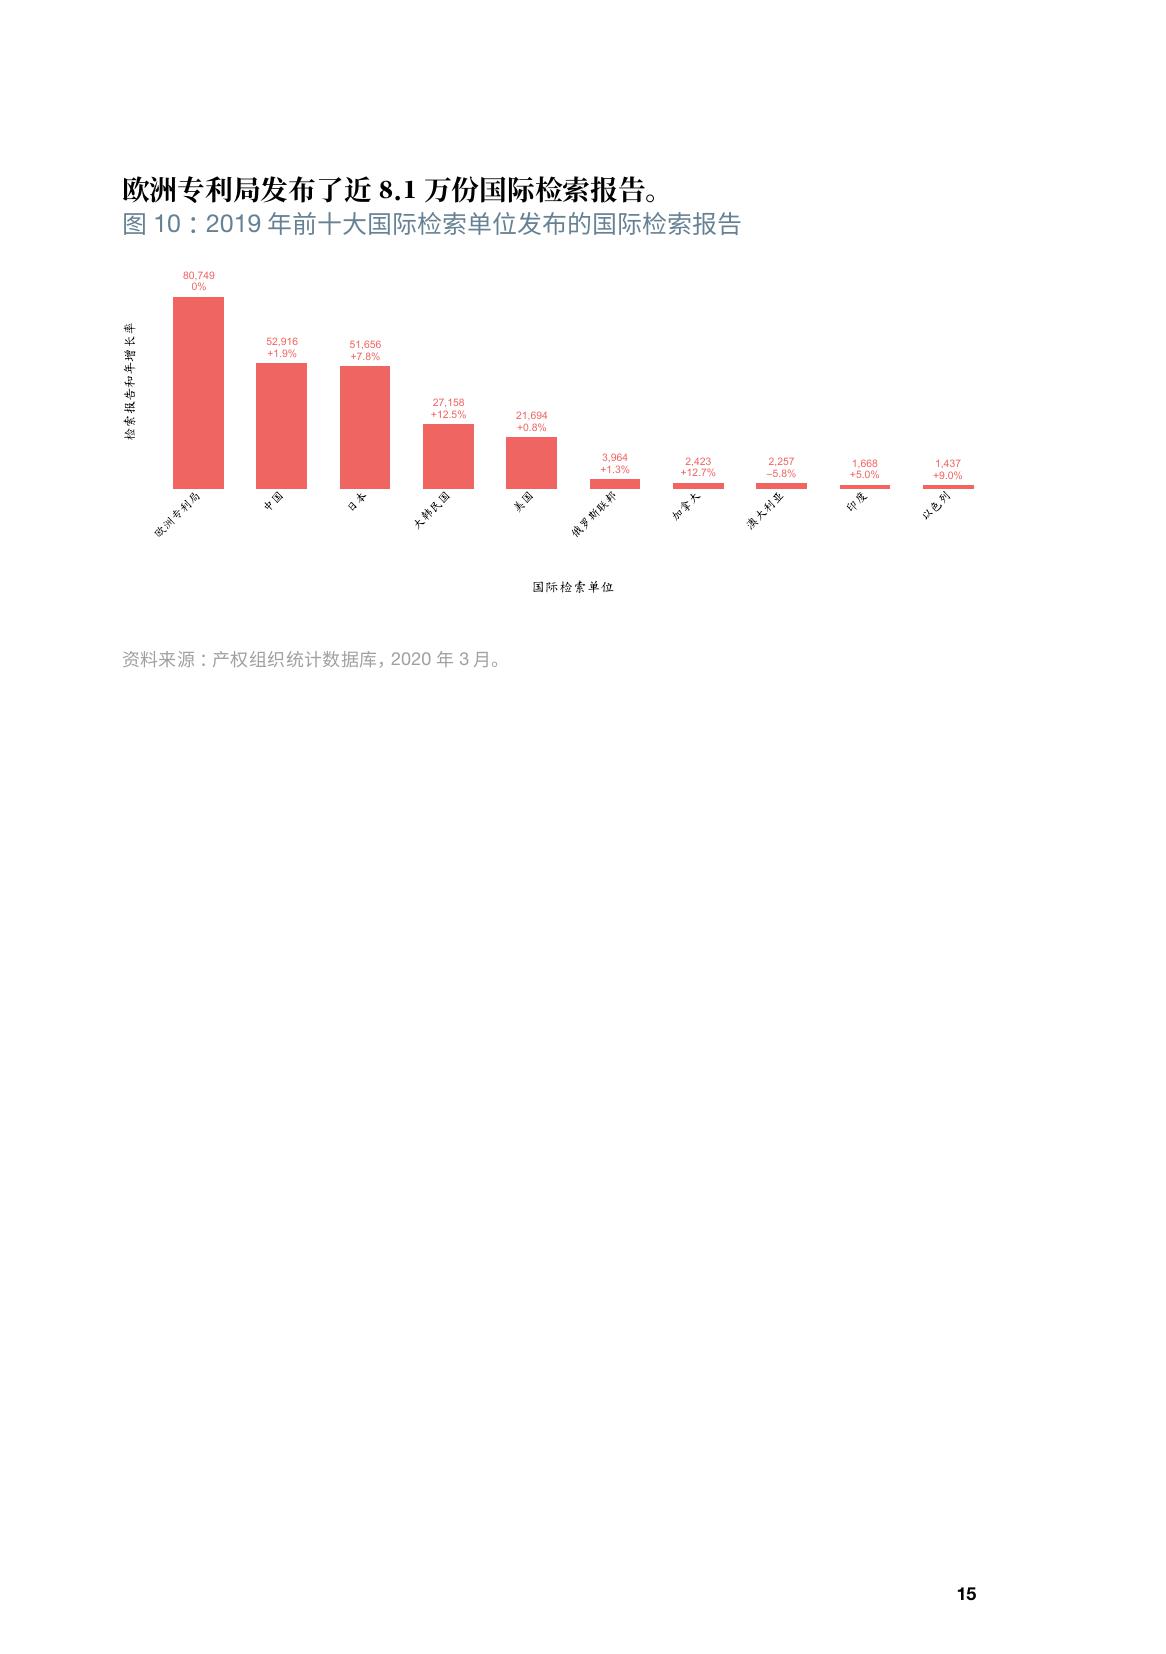 欧洲专利局发布了近 8.1 万份国际检索报告。
图 10：2019 年前十大国际检索单位发布的国际检索报告
检索报告和年增长率
80,749
0%
52,916
+1.9%
51,656
+7.8%
27,158
+12.5%
21,694
+0.8%
3,964
+1.3%
2,423
+12.7%
2,257
–5.8%
1,668
+5.0%
1,437
+9.0%
欧洲专利局
中国
日本
大韩民国
美国
俄罗斯联邦
加拿大
澳大利亚
印度
以色列
国际检索单位
资料来源：产权组织统计数据库，2020 年 3 月。
15